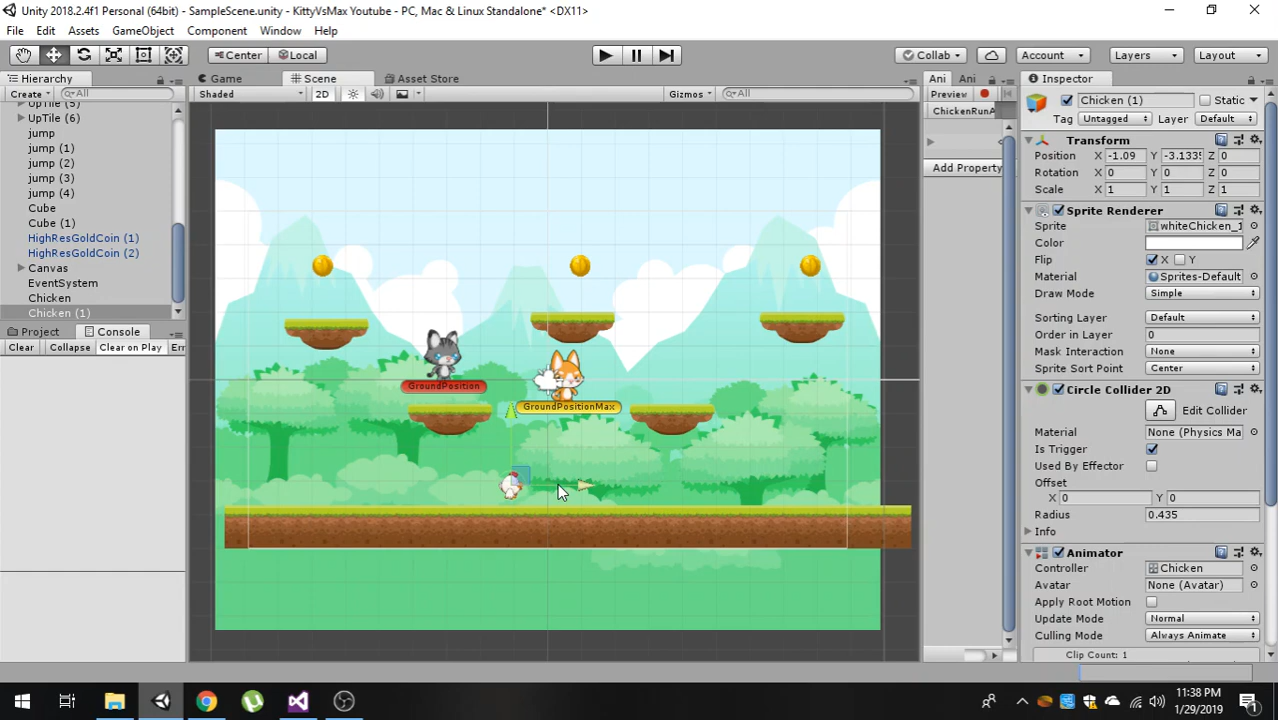 Unity 2018.2.4f1 Personal (64bit) - SampleScene.unity - KittyVsMax Youtube - PC, Mac & Linux Standalone* <DX11>
File Edit Assets GameObject Component Window Help
Center Local Collab Account Layers Layout
Hierarchy
Create All
UpTile (5)
UpTile (6)
jump
jump (1)
jump (2)
jump (3)
jump (4)
Cube
Cube (1)
HighResGoldCoin (1)
HighResGoldCoin (2)
Canvas
EventSystem
Chicken
Chicken (1)
Project Console
Clear Collapse Clear on Play Err
Game Scene Asset Store
Shaded 2D Gizmos All
GroundPosition
GroundPositionMax
Ani Ani
Preview
ChickenRunA
Add Property
Inspector
Chicken (1) Static
Tag Untagged Layer Default
Transform
Position X -1.09 Y -3.1335 Z 0
Rotation X 0 Y 0 Z 0
Scale X 1 Y 1 Z 1
Sprite Renderer
Sprite whiteChicken_1
Color
Flip X Y
Material Sprites-Default
Draw Mode Simple
Sorting Layer Default
Order in Layer 0
Mask Interaction None
Sprite Sort Point Center
Circle Collider 2D
Edit Collider
Material None (Physics Ma
Is Trigger
Used By Effector
Offset
X 0 Y 0
Radius 0.435
Info
Animator
Controller Chicken
Avatar None (Avatar)
Apply Root Motion
Update Mode Normal
Culling Mode Always Animate
Clip Count: 1
11:38 PM
1/29/2019
1